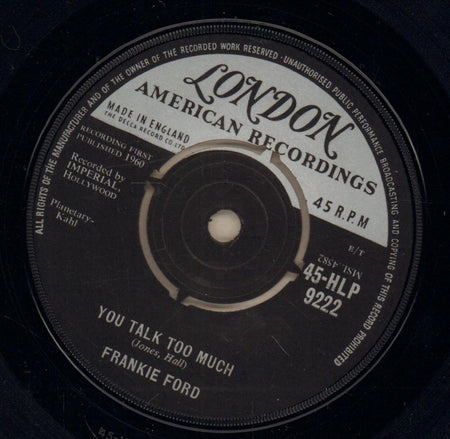 ALL RIGHTS OF THE MANUFACTURER AND OF THE OWNER OF THE RECORDED WORK RESERVED · UNAUTHORISED PUBLIC PERFORMANCE BROADCASTING AND COPYING OF THIS RECORD PROHIBITED
LONDON
AMERICAN RECORDINGS
MADE IN ENGLAND
THE DECCA RECORD CO. LTD.
45 R.P.M
RECORDING FIRST
PUBLISHED 1960
Recorded by
IMPERIAL,
HOLLYWOOD
Planetary-
Kahl
E/T
MSL.4582
45-HLP
9222
YOU TALK TOO MUCH
(Jones, Hall)
FRANKIE FORD